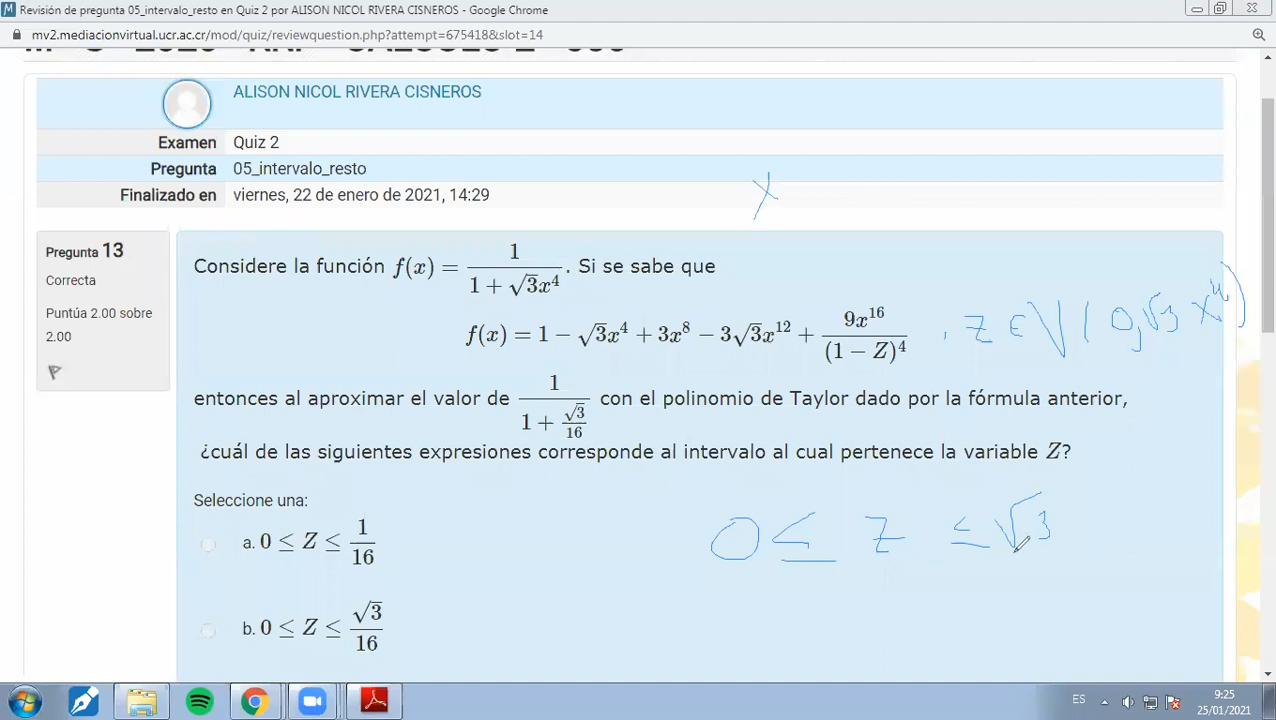 Revisión de pregunta 05_intervalo_resto en Quiz 2 por ALISON NICOL RIVERA CISNEROS - Google Chrome
mv2.mediacionvirtual.ucr.ac.cr/mod/quiz/reviewquestion.php?attempt=675418&slot=14
ALISON NICOL RIVERA CISNEROS
Examen Quiz 2
Pregunta 05_intervalo_resto
Finalizado en viernes, 22 de enero de 2021, 14:29
x
Pregunta 13
Correcta
Puntúa 2.00 sobre 2.00
Considere la función f(x) = 1/(1 + √3x⁴). Si se sabe que
f(x) = 1 − √3x⁴ + 3x⁸ − 3√3x¹² + 9x¹⁶/(1 − Z)⁴ , Z ∈ V ( 0,√3 x⁴)
entonces al aproximar el valor de 1/(1 + √3/16) con el polinomio de Taylor dado por la fórmula anterior,
¿cuál de las siguientes expresiones corresponde al intervalo al cual pertenece la variable Z?
Seleccione una:
0 ≤ Z ≤ √3
a. 0 ≤ Z ≤ 1/16
b. 0 ≤ Z ≤ √3/16
ES
9:25
25/01/2021